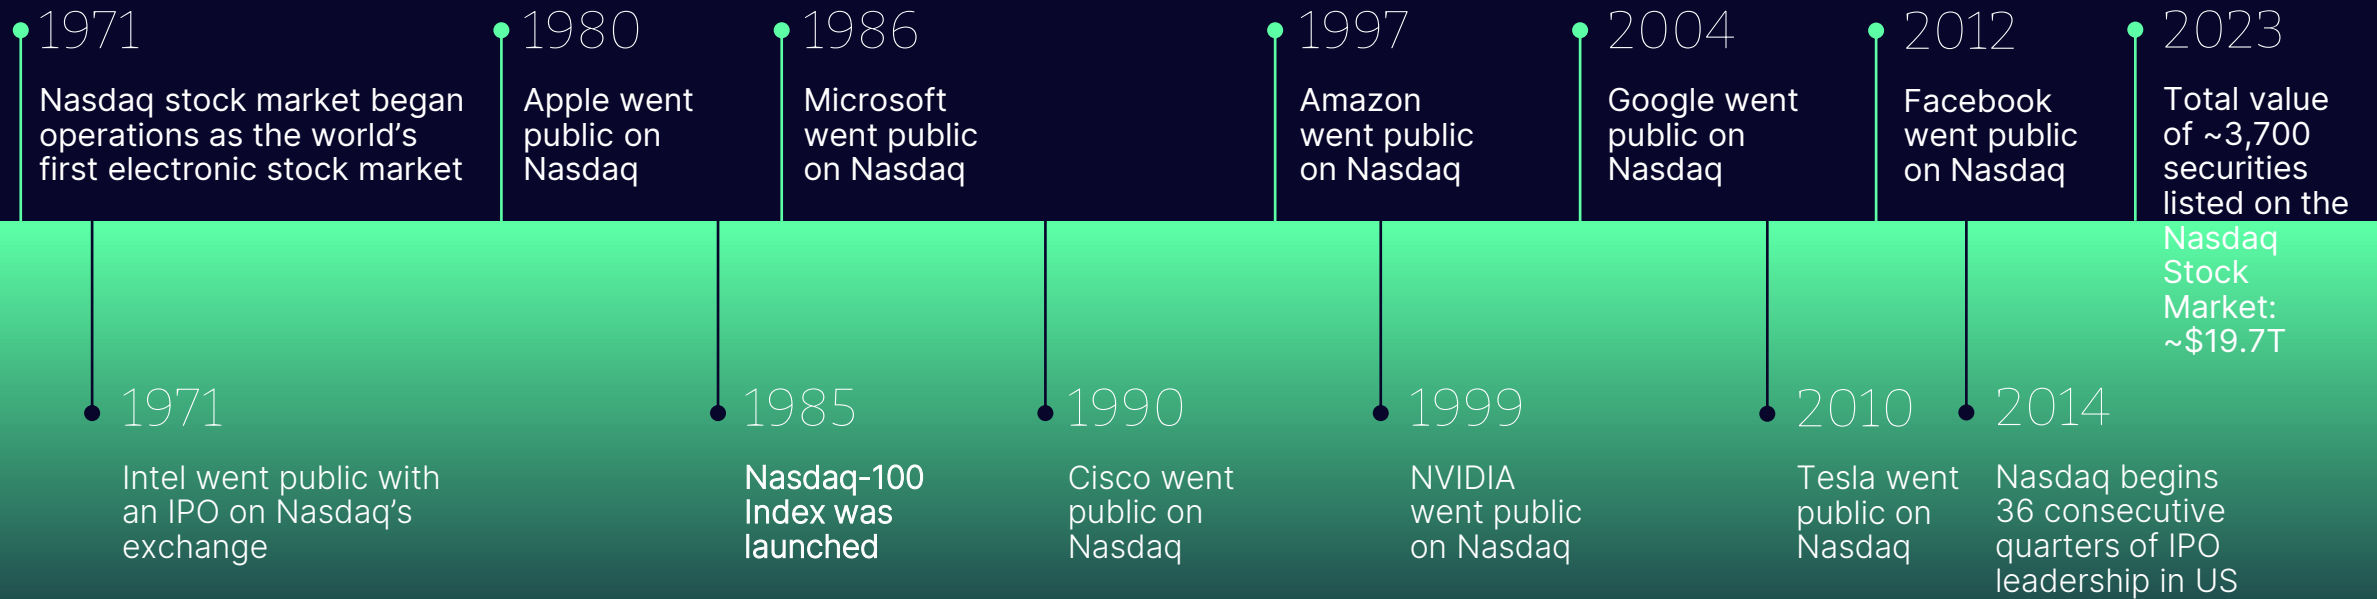 1971
Nasdaq stock market began
operations as the world’s
first electronic stock market
1980
Apple went
public on
Nasdaq
1986
Microsoft
went public
on Nasdaq
1997
Amazon
went public
on Nasdaq
2004
Google went
public on
Nasdaq
2012
Facebook
went public
on Nasdaq
2023
Total value
of ~3,700
securities
listed on the
Nasdaq
Stock
Market:
~$19.7T
1971
Intel went public with
an IPO on Nasdaq’s
exchange
1985
Nasdaq-100
Index was
launched
1990
Cisco went
public on
Nasdaq
1999
NVIDIA
went public
on Nasdaq
2010
Tesla went
public on
Nasdaq
2014
Nasdaq begins
36 consecutive
quarters of IPO
leadership in US